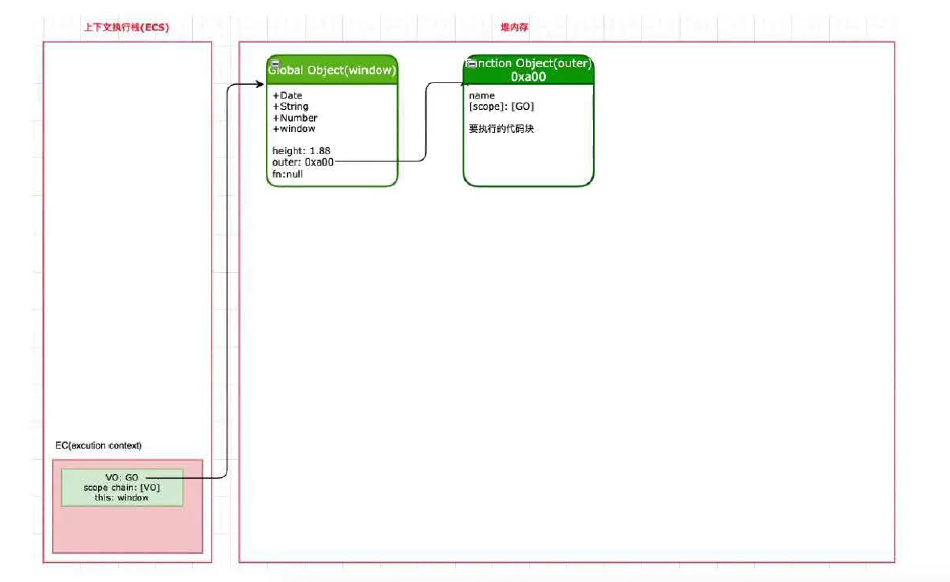 上下文执行栈(ECS)
堆内存
Global Object(window)
+Date
+String
+Number
+window
height: 1.88
outer: 0xa00
fn:null
unction Object(outer)
0xa00
name
[scope]: [GO]
要执行的代码块
EC(excution context)
VO: GO
scope chain: [VO]
this: window